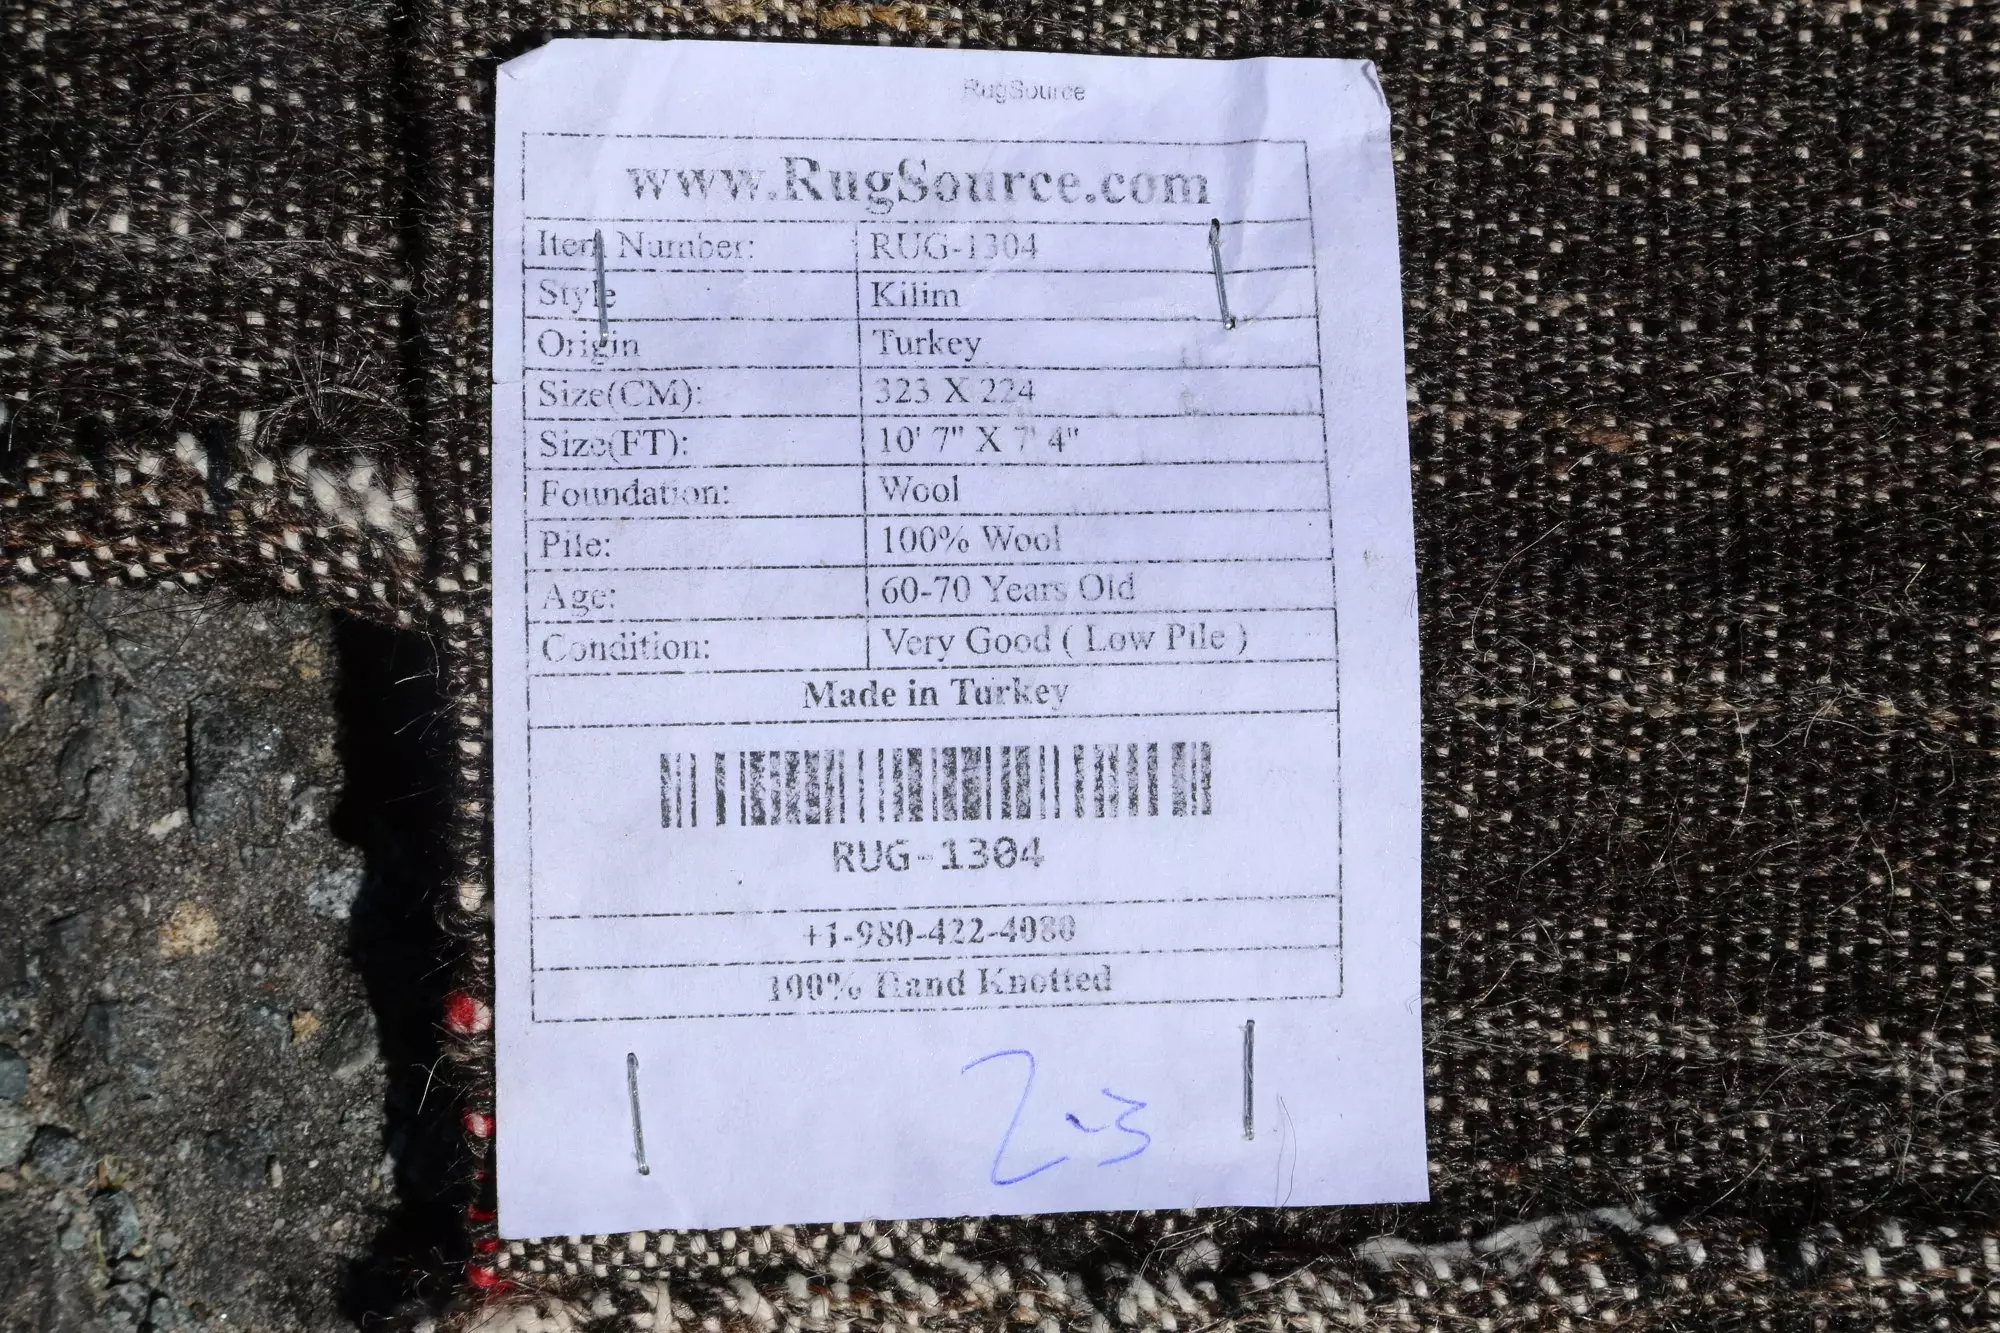 RugSource
www.RugSource.com
Item Number: RUG-1304
Style Kilim
Origin Turkey
Size(CM): 323 X 224
Size(FT): 10' 7" X 7' 4"
Foundation: Wool
Pile: 100% Wool
Age: 60-70 Years Old
Condition: Very Good ( Low Pile )
Made in Turkey
RUG-1304
+1-980-422-4080
100% Hand Knotted